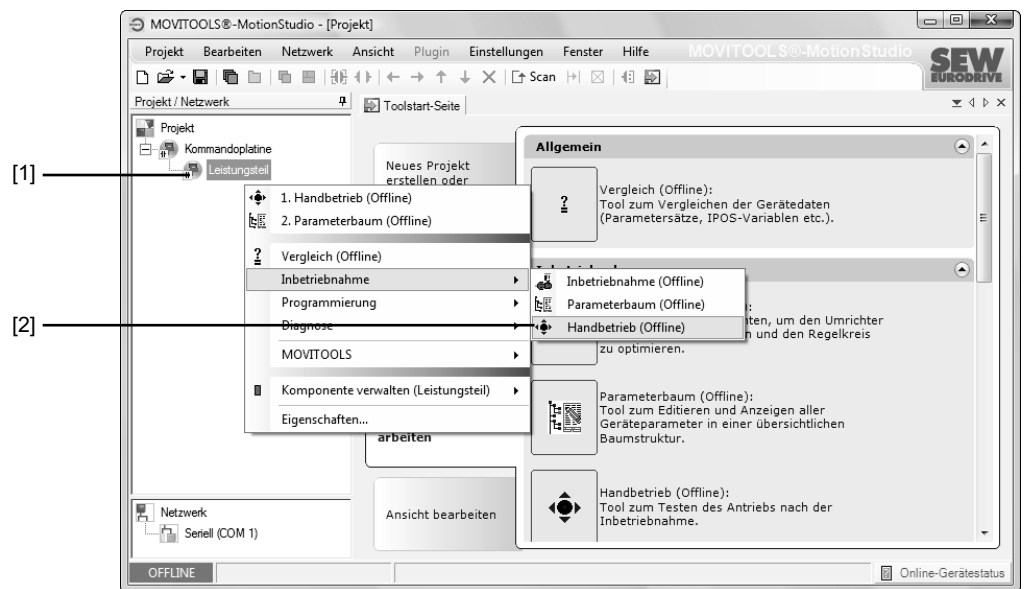 MOVITOOLS®-MotionStudio - [Projekt]
Projekt Bearbeiten Netzwerk Ansicht Plugin Einstellungen Fenster Hilfe MOVITOOLS®-MotionStudio
SEW
EURODRIVE
Scan
Projekt / Netzwerk
Toolstart-Seite
Projekt
Kommandoplatine
[1]
Leistungsteil
Neues Projekt
erstellen oder
1. Handbetrieb (Offline)
2. Parameterbaum (Offline)
Vergleich (Offline)
Inbetriebnahme
Programmierung
[2]
Diagnose
MOVITOOLS
Komponente verwalten (Leistungsteil)
Eigenschaften...
Inbetriebnahme (Offline)
Parameterbaum (Offline)
Handbetrieb (Offline)
arbeiten
Ansicht bearbeiten
Allgemein
Vergleich (Offline):
Tool zum Vergleichen der Gerätedaten
(Parametersätze, IPOS-Variablen etc.).
ten, um den Umrichter
n und den Regelkreis
zu optimieren.
Parameterbaum (Offline):
Tool zum Editieren und Anzeigen aller
Geräteparameter in einer übersichtlichen
Baumstruktur.
Handbetrieb (Offline):
Tool zum Testen des Antriebs nach der
Inbetriebnahme.
Netzwerk
Seriell (COM 1)
OFFLINE
Online-Gerätestatus